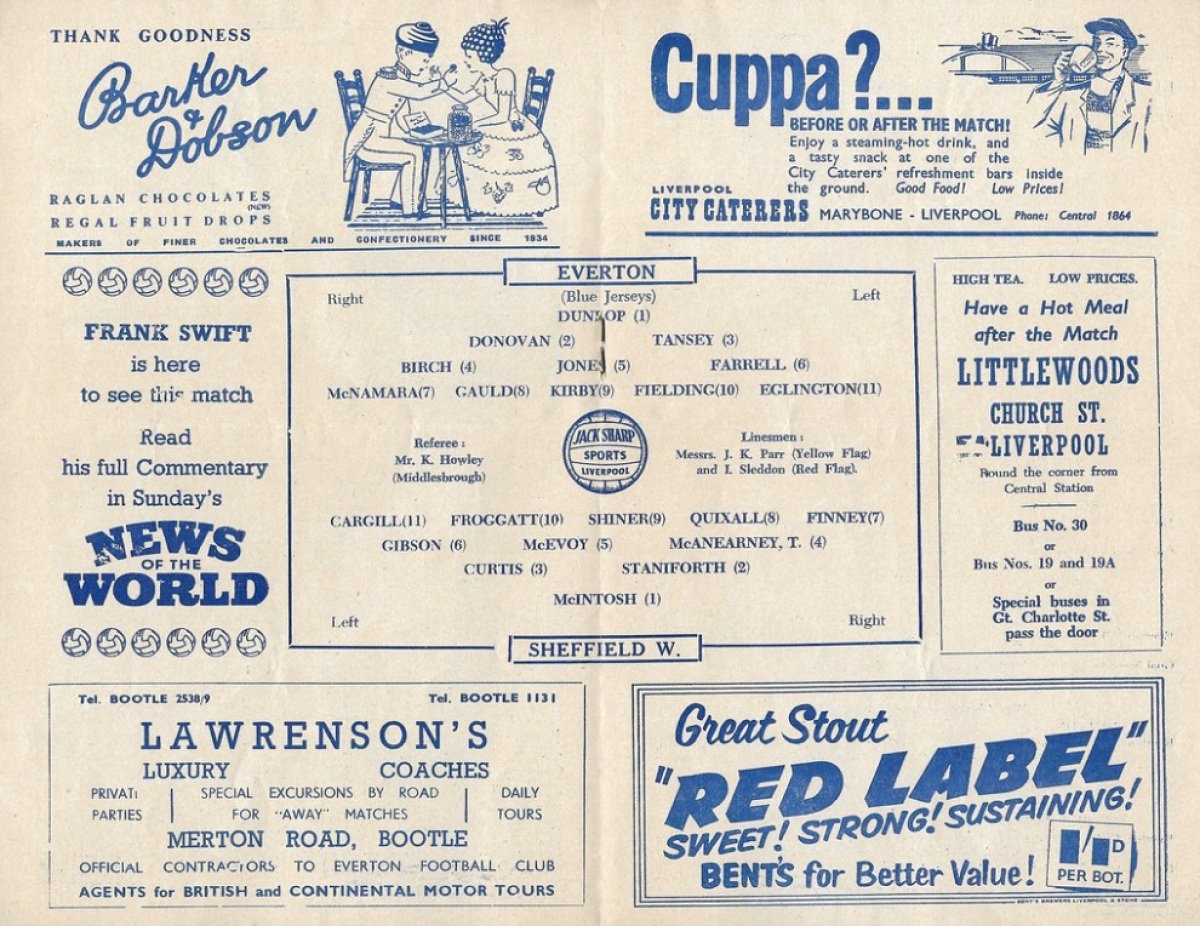 THANK GOODNESS
Barker
&
Dobson
RAGLAN CHOCOLATES
(NEW)
REGAL FRUIT DROPS
MAKERS OF FINER CHOCOLATES AND CONFECTIONERY SINCE 1834
Cuppa?...
BEFORE OR AFTER THE MATCH!
Enjoy a steaming-hot drink, and
a tasty snack at one of the
City Caterers' refreshment bars inside
the ground. Good Food! Low Prices!
LIVERPOOL
CITY CATERERS MARYBONE - LIVERPOOL Phone: Central 1864
FRANK SWIFT
is here
to see this match
Read
his full Commentary
in Sunday's
NEWS
OF THE
WORLD
EVERTON
(Blue Jerseys)
Right Left
DUNLOP (1)
DONOVAN (2) TANSEY (3)
BIRCH (4) JONES (5) FARRELL (6)
McNAMARA(7) GAULD(8) KIRBY(9) FIELDING(10) EGLINGTON(11)
Referee :
Mr. K. Howley
(Middlesbrough)
JACK SHARP
SPORTS
LIVERPOOL
Linesmen :
Messrs. J. K. Parr (Yellow Flag)
and I. Sleddon (Red Flag).
CARGILL(11) FROGGATT(10) SHINER(9) QUIXALL(8) FINNEY(7)
GIBSON (6) McEVOY (5) McANEARNEY, T. (4)
CURTIS (3) STANIFORTH (2)
McINTOSH (1)
Left Right
SHEFFIELD W.
HIGH TEA. LOW PRICES.
Have a Hot Meal
after the Match
LITTLEWOODS
CHURCH ST.
LIVERPOOL
Round the corner from
Central Station
Bus No. 30
or
Bus Nos. 19 and 19A
or
Special buses in
Gt. Charlotte St.
pass the door
Tel. BOOTLE 2538/9 Tel. BOOTLE 1131
LAWRENSON'S
LUXURY COACHES
PRIVATE SPECIAL EXCURSIONS BY ROAD DAILY
PARTIES FOR "AWAY" MATCHES TOURS
MERTON ROAD, BOOTLE
OFFICIAL CONTRACTORS TO EVERTON FOOTBALL CLUB
AGENTS for BRITISH and CONTINENTAL MOTOR TOURS
Great Stout
"RED LABEL"
SWEET! STRONG! SUSTAINING!
BENT'S for Better Value!
1/1D
PER BOT.
BENT'S BREWERY LIVERPOOL & STONE